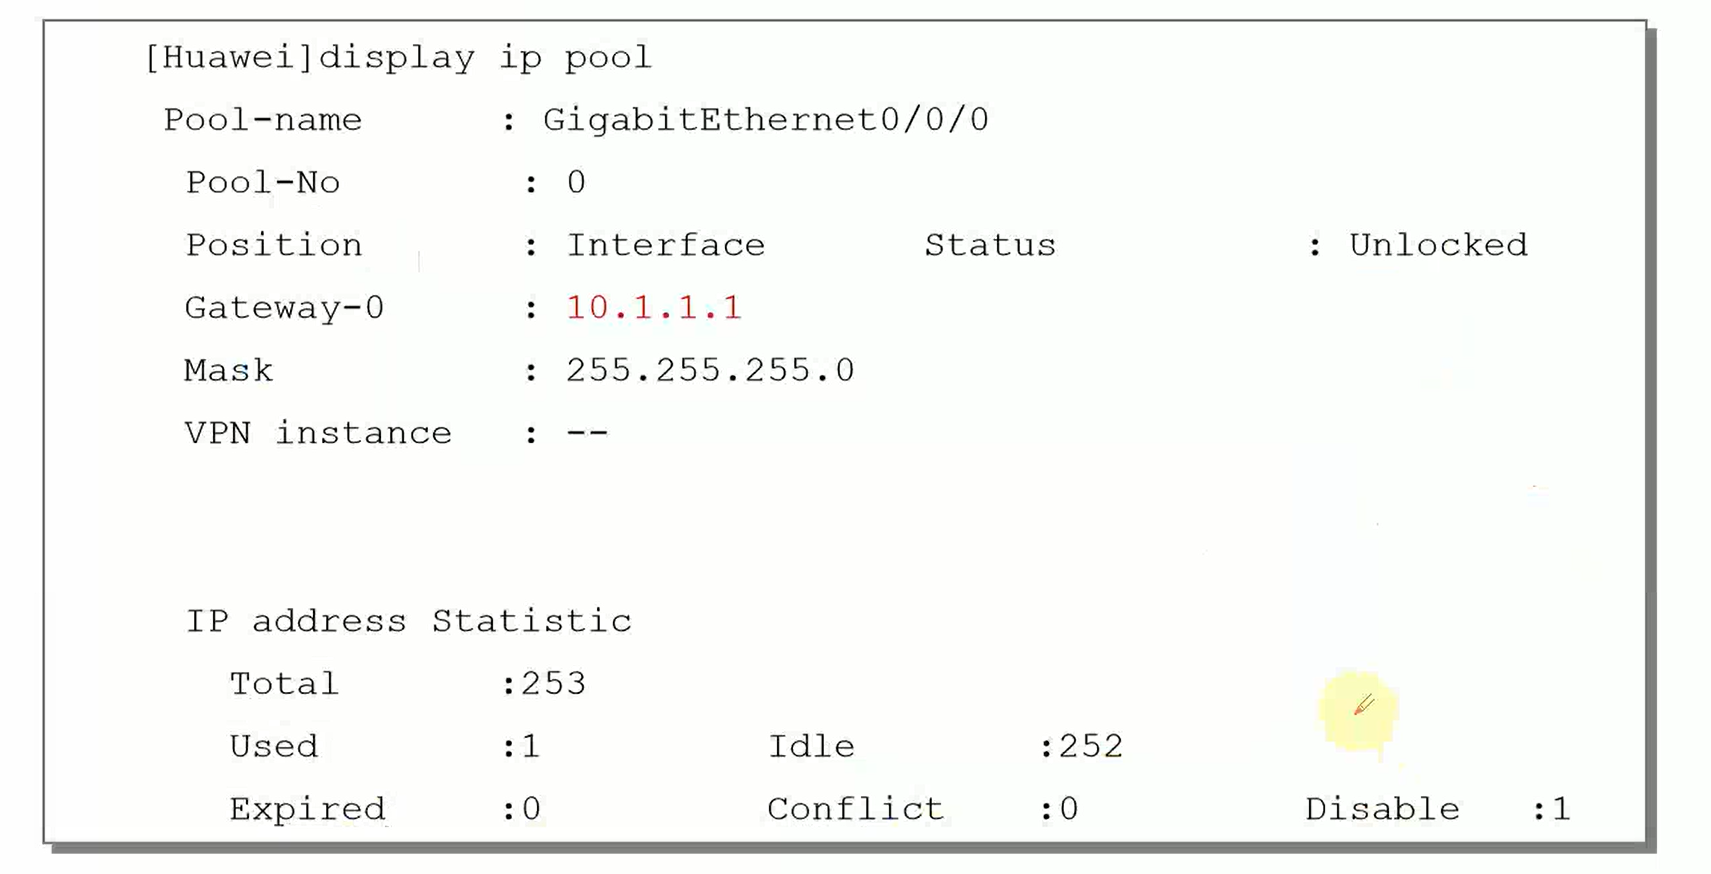 [Huawei]display ip pool
Pool-name : GigabitEthernet0/0/0
Pool-No : 0
Position : Interface Status : Unlocked
Gateway-0 : 10.1.1.1
Mask : 255.255.255.0
VPN instance : --
IP address Statistic
Total :253
Used :1 Idle :252
Expired :0 Conflict :0 Disable :1